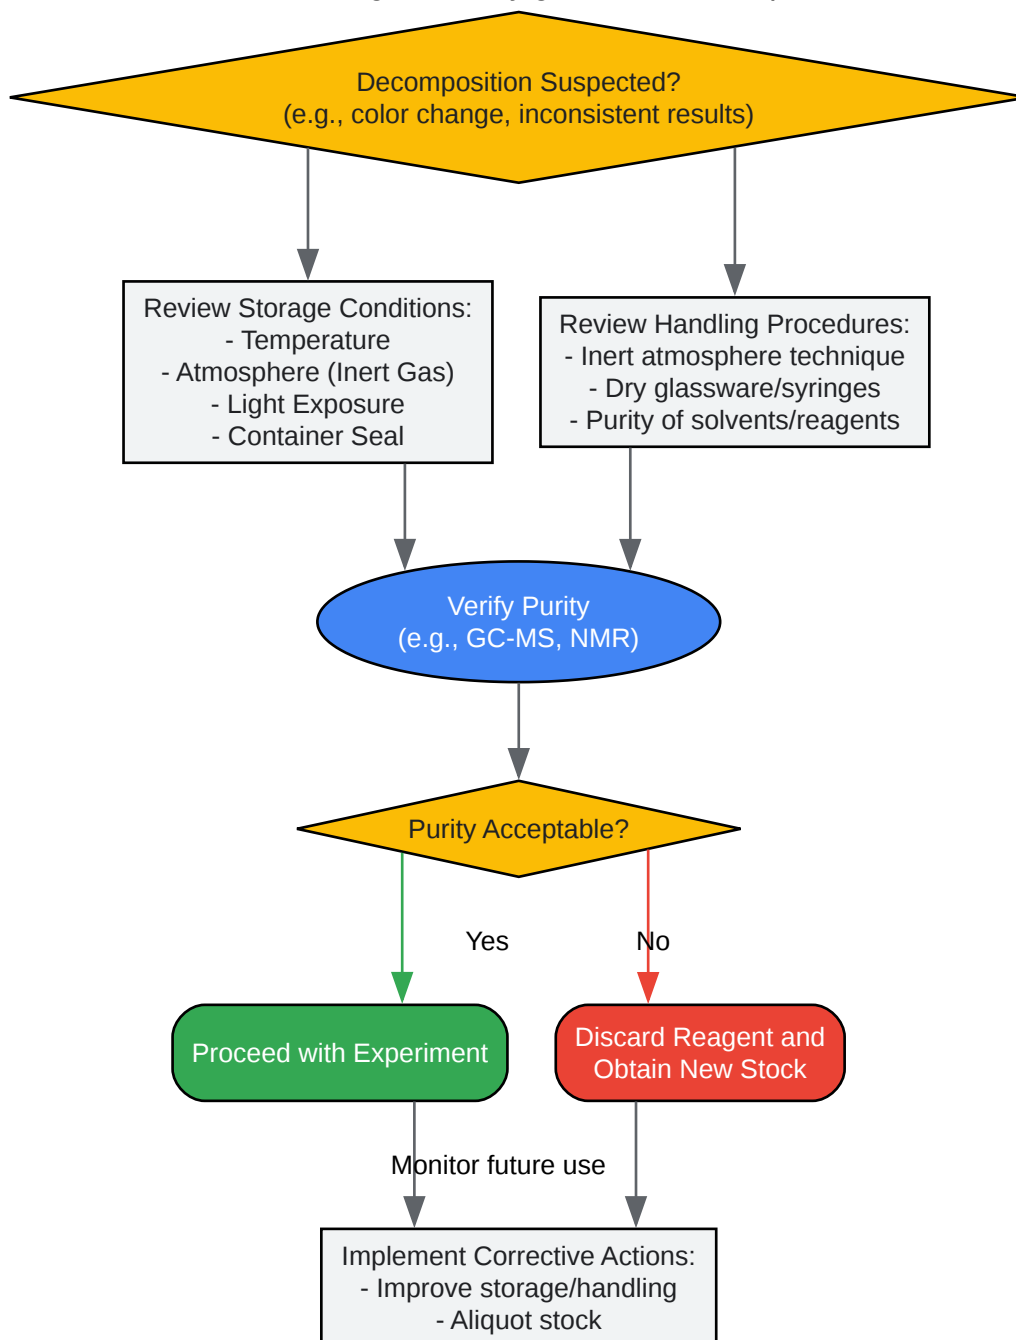 Decomposition Suspected?
(e.g., color change, inconsistent results)
Review Storage Conditions:
- Temperature
- Atmosphere (Inert Gas)
- Light Exposure
- Container Seal
Review Handling Procedures:
- Inert atmosphere technique
- Dry glassware/syringes
- Purity of solvents/reagents
Verify Purity
(e.g., GC-MS, NMR)
Purity Acceptable?
Yes
No
Proceed with Experiment
Discard Reagent and
Obtain New Stock
Monitor future use
Implement Corrective Actions:
- Improve storage/handling
- Aliquot stock